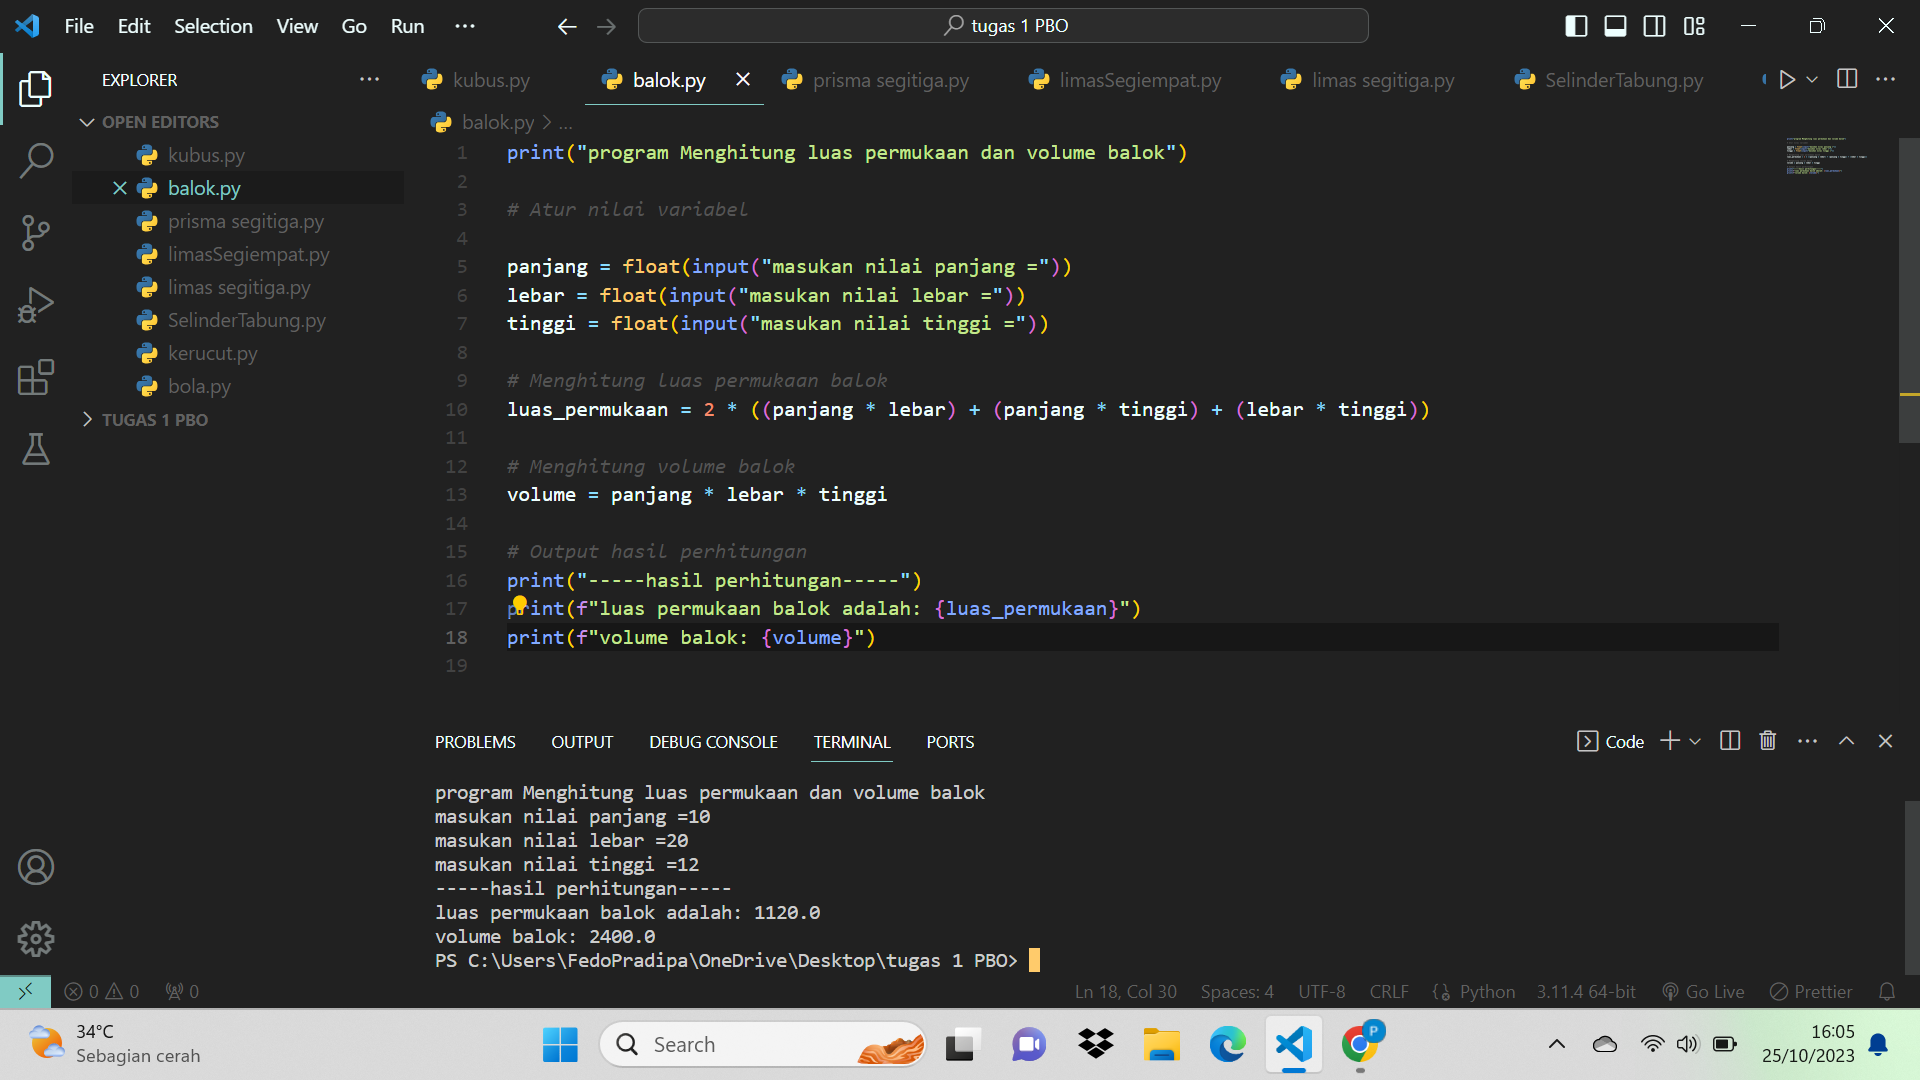 File Edit Selection View Go Run ...
tugas 1 PBO
EXPLORER ...
OPEN EDITORS
kubus.py
balok.py
prisma segitiga.py
limasSegiempat.py
limas segitiga.py
SelinderTabung.py
kerucut.py
bola.py
TUGAS 1 PBO
kubus.py balok.py prisma segitiga.py limasSegiempat.py limas segitiga.py SelinderTabung.py
balok.py > ...
1 print("program Menghitung luas permukaan dan volume balok")
2
3 # Atur nilai variabel
4
5 panjang = float(input("masukan nilai panjang ="))
6 lebar = float(input("masukan nilai lebar ="))
7 tinggi = float(input("masukan nilai tinggi ="))
8
9 # Menghitung luas permukaan balok
10 luas_permukaan = 2 * ((panjang * lebar) + (panjang * tinggi) + (lebar * tinggi))
11
12 # Menghitung volume balok
13 volume = panjang * lebar * tinggi
14
15 # Output hasil perhitungan
16 print("-----hasil perhitungan-----")
17 print(f"luas permukaan balok adalah: {luas_permukaan}")
18 print(f"volume balok: {volume}")
19
PROBLEMS OUTPUT DEBUG CONSOLE TERMINAL PORTS
Code
program Menghitung luas permukaan dan volume balok
masukan nilai panjang =10
masukan nilai lebar =20
masukan nilai tinggi =12
-----hasil perhitungan-----
luas permukaan balok adalah: 1120.0
volume balok: 2400.0
PS C:\Users\FedoPradipa\OneDrive\Desktop\tugas 1 PBO>
0 0 0
Ln 18, Col 30 Spaces: 4 UTF-8 CRLF Python 3.11.4 64-bit Go Live Prettier
34°C
Sebagian cerah
Search
P
16:05
25/10/2023